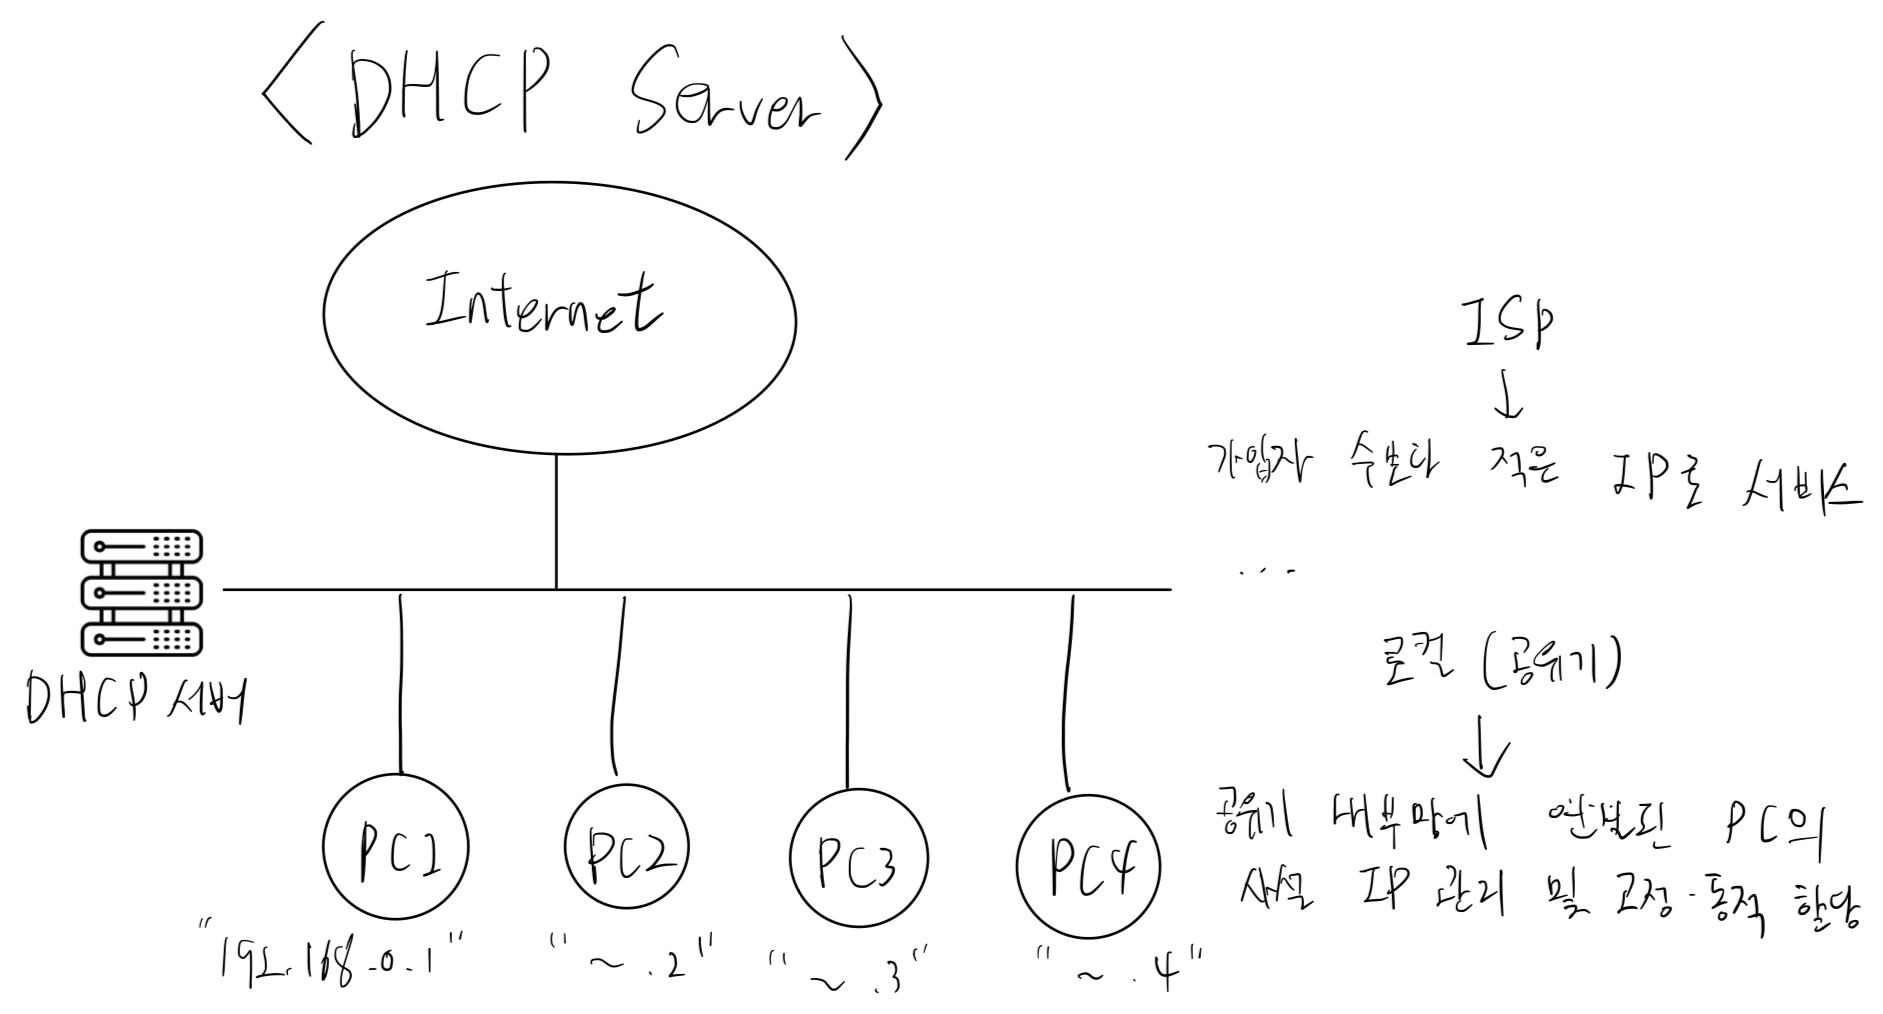 <DHCP Server>
Internet
ISP
↓
가입자 수보다 적은 IP로 서비스
...
DHCP 서버
로컬 (공유기)
↓
공유기 내부망에 연결된 PC의
사설 IP 관리 및 고정·동적 할당
PC1 PC2 PC3 PC4
"192.168.0.1" "~.2" "~.3" "~.4"